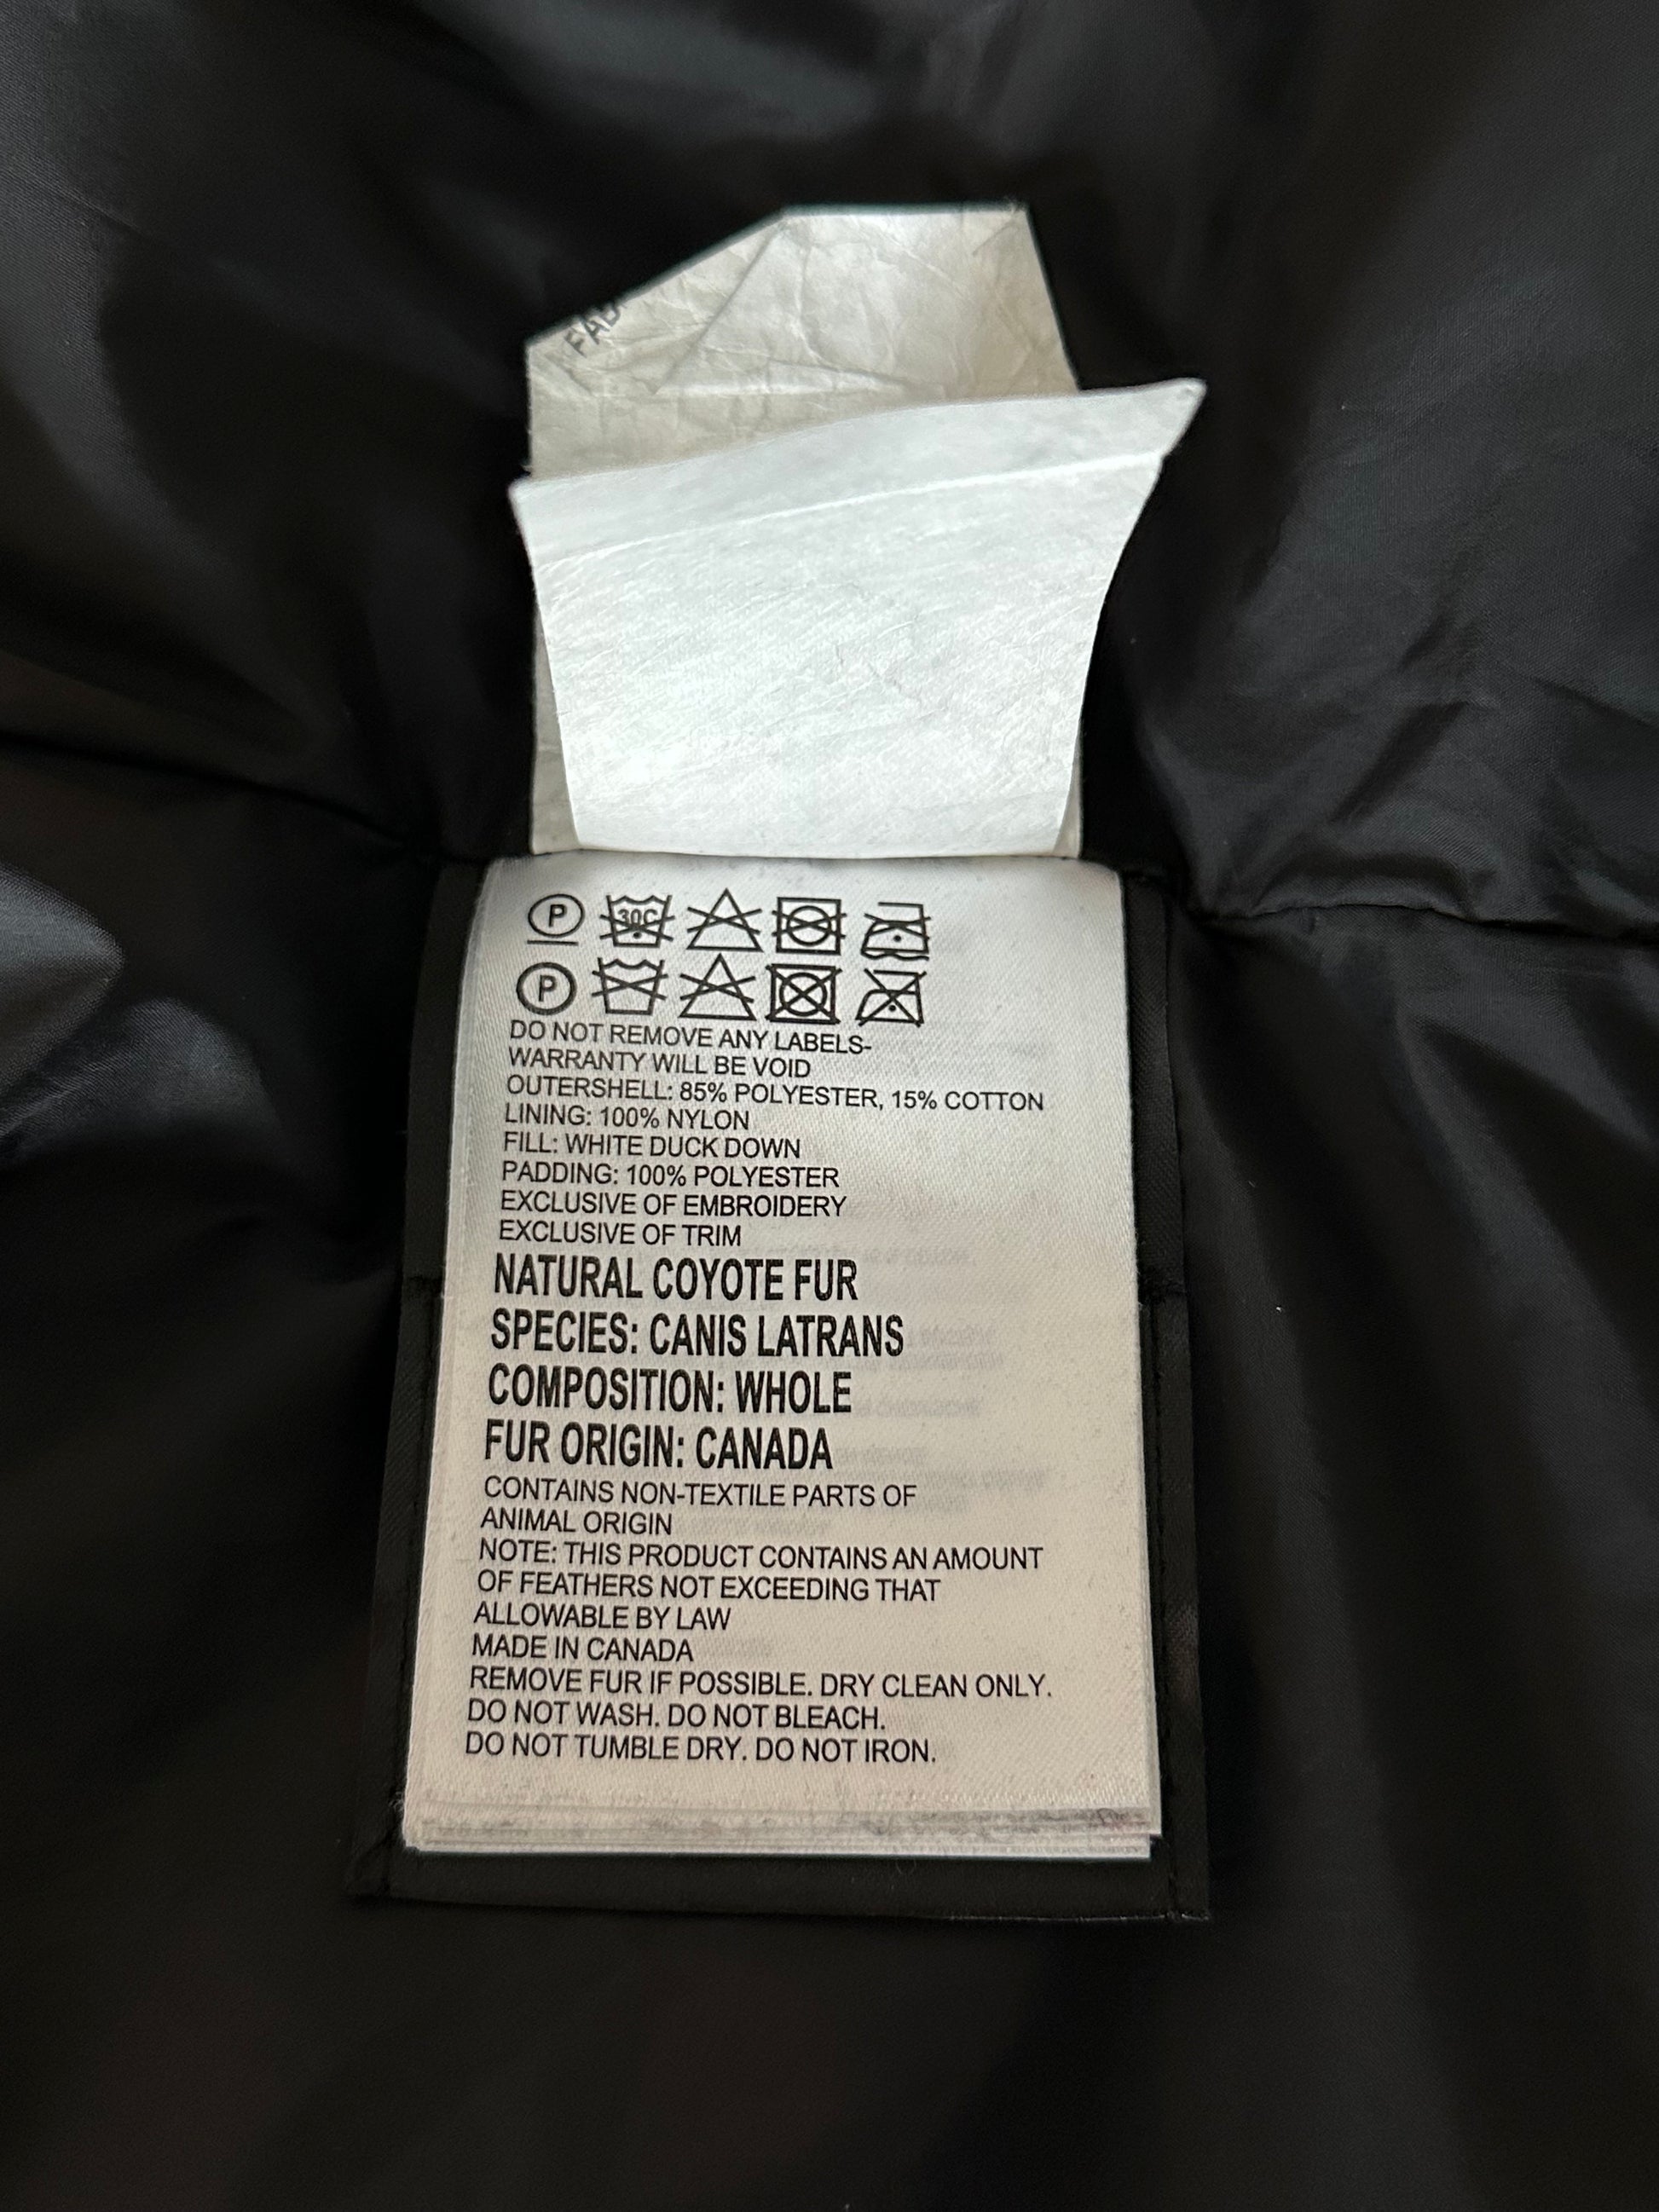 P 30C
P
DO NOT REMOVE ANY LABELS-
WARRANTY WILL BE VOID
OUTERSHELL: 85% POLYESTER, 15% COTTON
LINING: 100% NYLON
FILL: WHITE DUCK DOWN
PADDING: 100% POLYESTER
EXCLUSIVE OF EMBROIDERY
EXCLUSIVE OF TRIM
NATURAL COYOTE FUR
SPECIES: CANIS LATRANS
COMPOSITION: WHOLE
FUR ORIGIN: CANADA
CONTAINS NON-TEXTILE PARTS OF
ANIMAL ORIGIN
NOTE: THIS PRODUCT CONTAINS AN AMOUNT
OF FEATHERS NOT EXCEEDING THAT
ALLOWABLE BY LAW
MADE IN CANADA
REMOVE FUR IF POSSIBLE. DRY CLEAN ONLY.
DO NOT WASH. DO NOT BLEACH.
DO NOT TUMBLE DRY. DO NOT IRON.